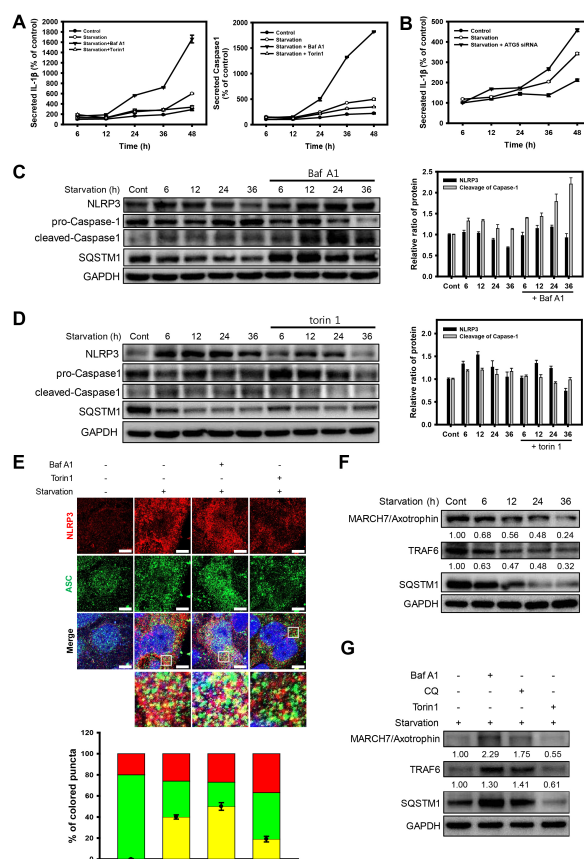 A
Secreted IL-1β (% of control)
200 400 600 800 1000 1200 1400 1600 1800 2000
Control
Starvation
Starvation+Baf A1
Starvation+Torin1
6 12 24 36 48
Time (h)
Secreted Caspase1
(% of control)
200 400 600 800 1000 1200 1400 1600 1800
Control
Starvation
Starvation + Baf A1
Starvation + Torin1
6 12 24 36 48
Time (h)
B
Secreated IL-1β (% of control)
0 100 200 300 400 500
Control
Starvation
Starvation + ATG5 siRNA
6 12 24 36 48
Time (h)
C
Baf A1
Starvation (h) Cont 6 12 24 36 6 12 24 36
NLRP3
pro-Caspase-1
cleaved-Caspase1
SQSTM1
GAPDH
Relative ratio of protein
0.0 0.5 1.0 1.5 2.0 2.5
NLRP3
Cleavage of Capase-1
Cont 6 12 24 36 6 12 24 36
+ Baf A1
D
torin 1
Starvation (h) Cont 6 12 24 36 6 12 24 36
NLRP3
pro-Caspase1
cleaved-Caspase1
SQSTM1
GAPDH
Relative ratio of protein
0.0 0.5 1.0 1.5 2.0 2.5
NLRP3
Cleavage of Capase-1
Cont 6 12 24 36 6 12 24 36
+ torin 1
E
Baf A1 - - + -
Torin1 - - - +
Starvation - + + +
NLRP3
ASC
Merge
% of colored puncta
0 20 40 60 80 100
F
Starvation (h) Cont 6 12 24 36
MARCH7/Axotrophin
1.00 0.68 0.56 0.48 0.24
TRAF6
1.00 0.63 0.47 0.48 0.32
SQSTM1
GAPDH
G
Baf A1 - + - -
CQ - - + -
Torin1 - - - +
Starvation + + + +
MARCH7/Axotrophin
1.00 2.29 1.75 0.55
TRAF6
1.00 1.30 1.41 0.61
SQSTM1
GAPDH